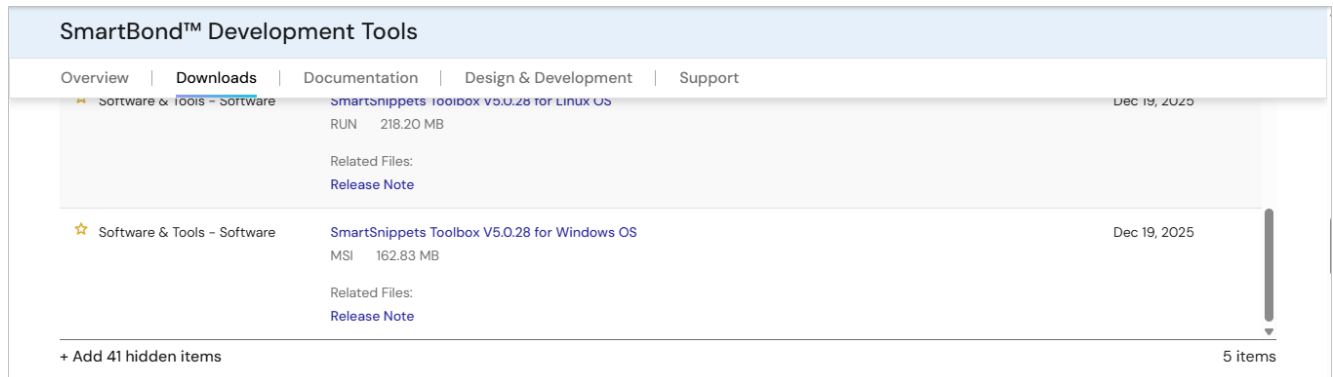 SmartBond™ Development Tools
Overview | Downloads | Documentation | Design & Development | Support
Software & Tools - Software SmartSnippets Toolbox V5.0.28 for Linux OS Dec 19, 2025
RUN 218.20 MB
Related Files:
Release Note
Software & Tools - Software SmartSnippets Toolbox V5.0.28 for Windows OS Dec 19, 2025
MSI 162.83 MB
Related Files:
Release Note
+ Add 41 hidden items 5 items